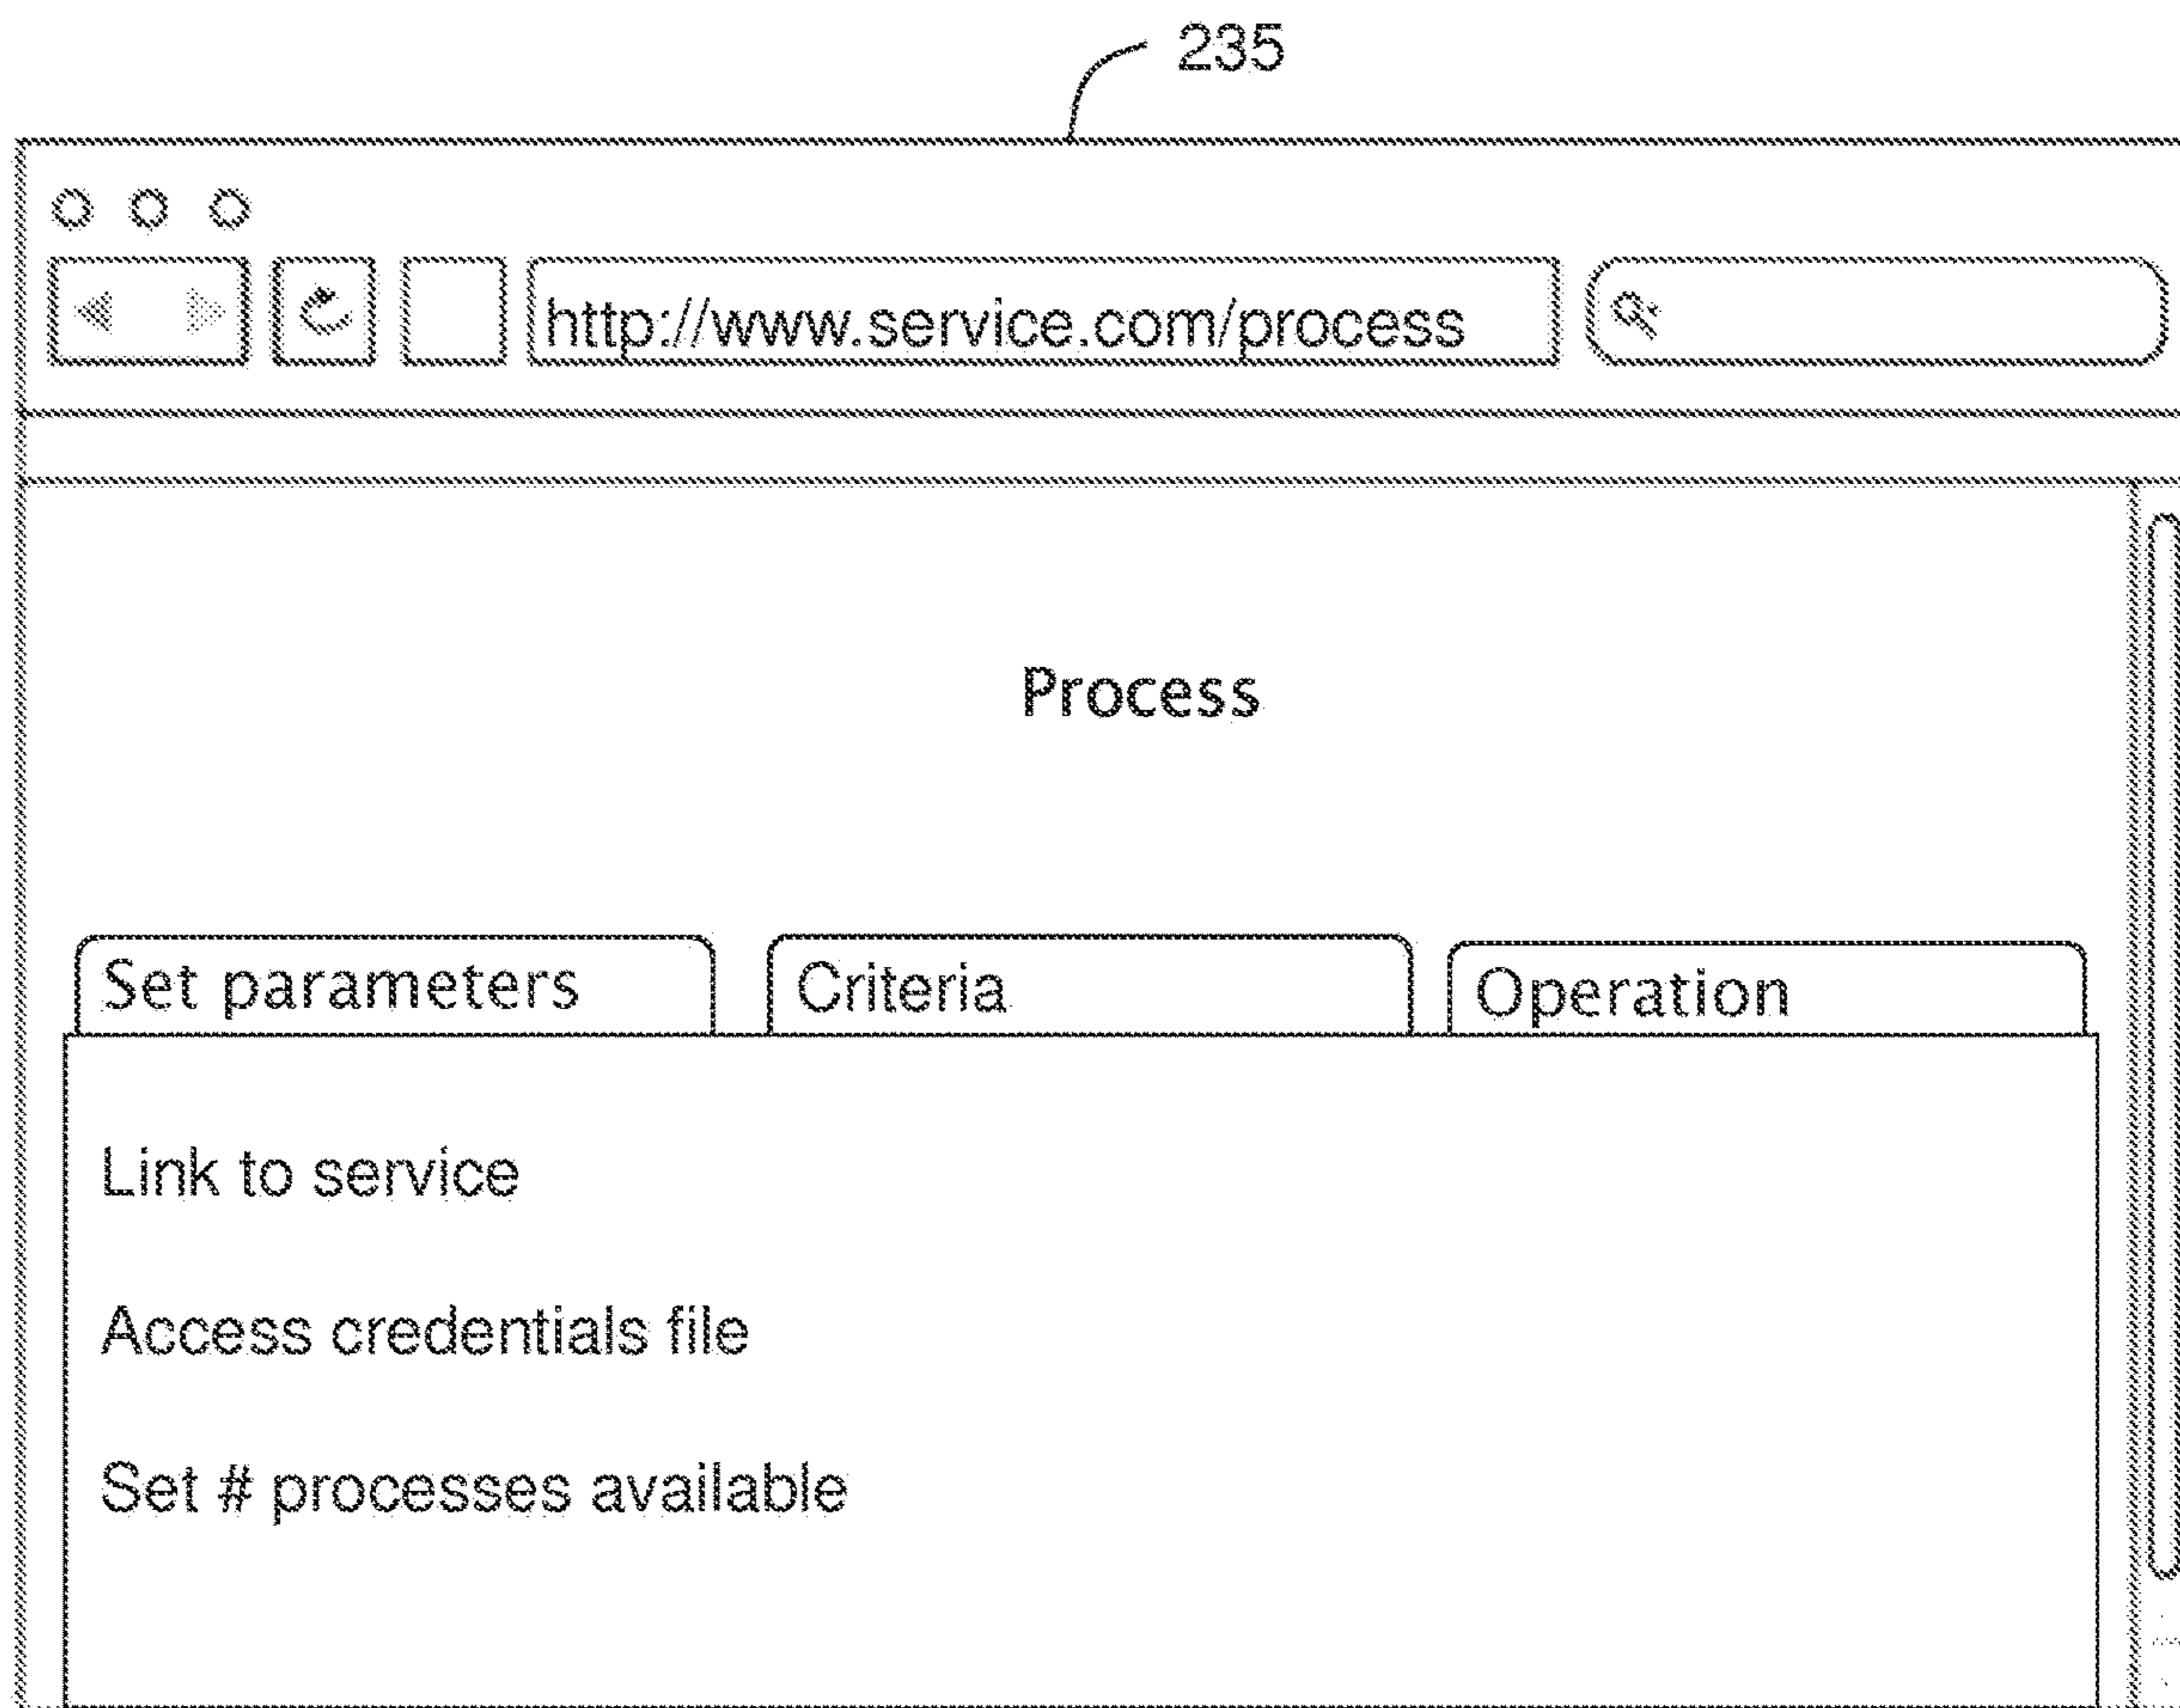 235
http://www.service.com/process
Process
Set parameters Criteria Operation
Link to service
Access credentials file
Set # processes available